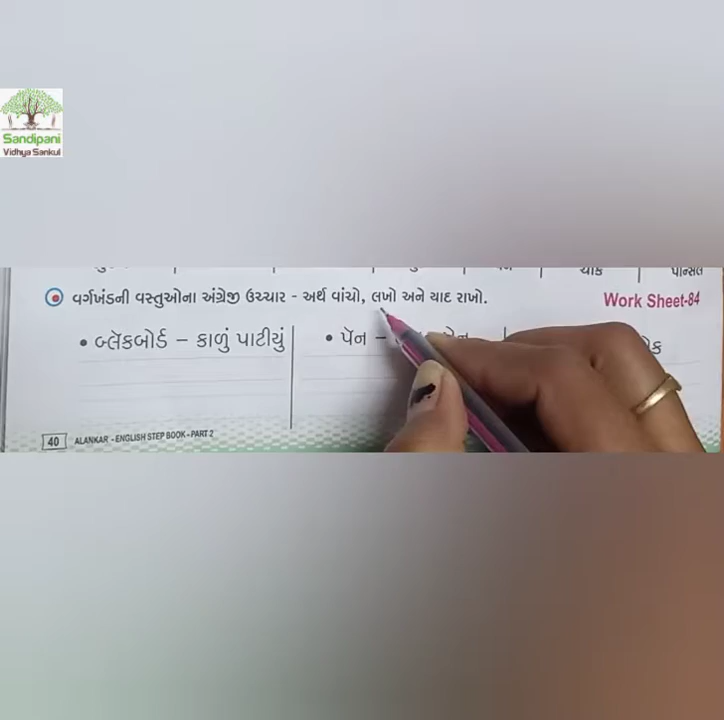 Sandipani
Vidhya Sankul
ચાક
પેન્સિલ
વર્ગખંડની વસ્તુઓના અંગ્રેજી ઉચ્ચાર - અર્થ વાંચો, લખો અને યાદ રાખો.
Work Sheet-84
• બ્લૅકબોર્ડ – કાળું પાટીયું
• પૅન –
40 ALANKAR - ENGLISH STEP BOOK - PART 2